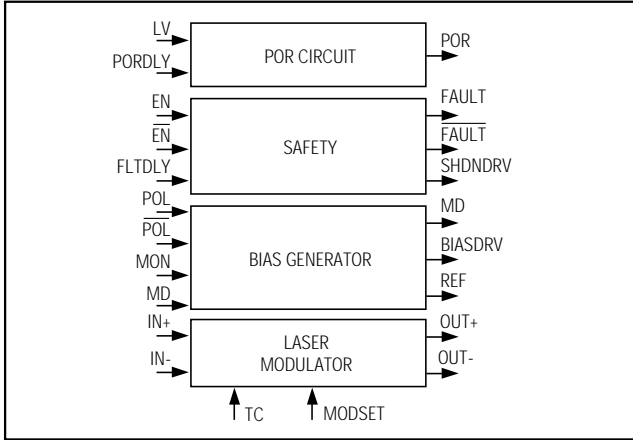 LV
PORDLY
POR CIRCUIT
POR
EN
EN
FLTDLY
SAFETY
FAULT
FAULT
SHDNDRV
POL
POL
MON
MD
BIAS GENERATOR
MD
BIASDRV
REF
IN+
IN-
LASER
MODULATOR
OUT+
OUT-
TC
MODSET